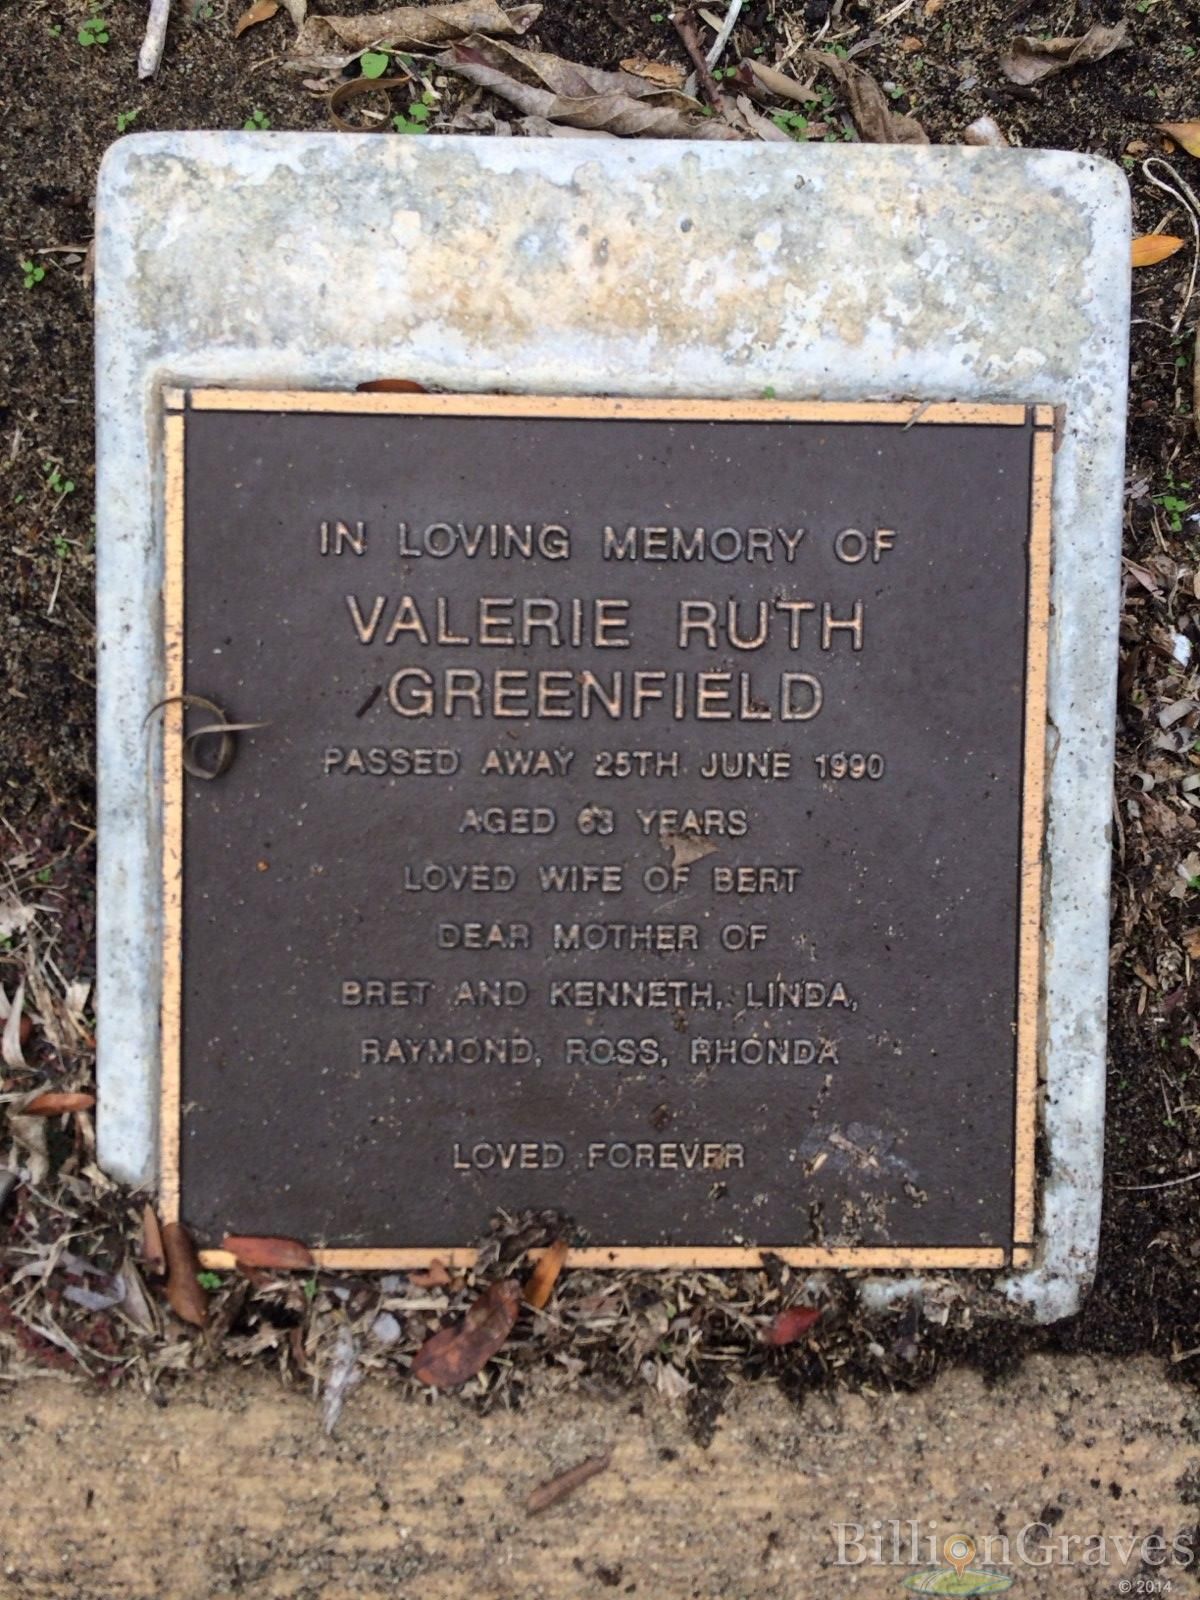 IN LOVING MEMORY OF
VALERIE RUTH
GREENFIELD
PASSED AWAY 25TH JUNE 1990
AGED 63 YEARS
LOVED WIFE OF BERT
DEAR MOTHER OF
BRET AND KENNETH, LINDA,
RAYMOND, ROSS, RHONDA
LOVED FOREVER
BillionGraves
© 2014